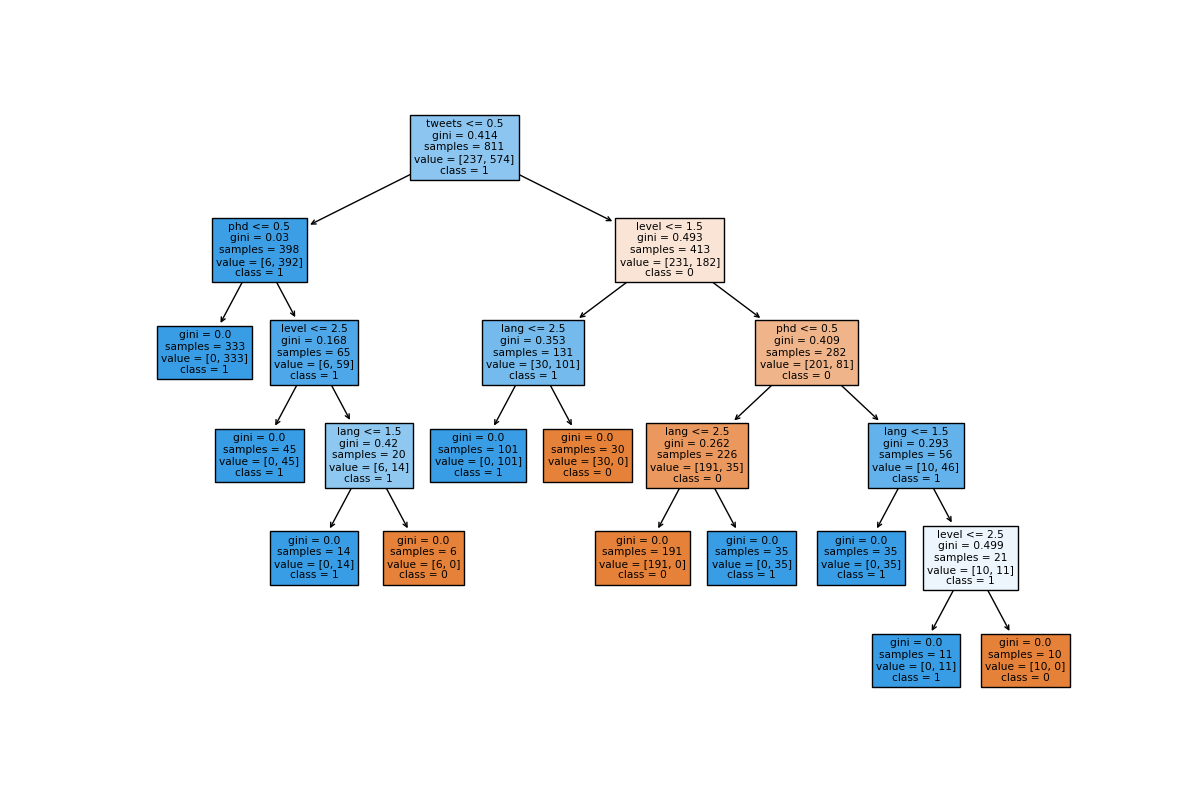 tweets <= 0.5
gini = 0.414
samples = 811
value = [237, 574]
class = 1
phd <= 0.5
gini = 0.03
samples = 398
value = [6, 392]
class = 1
level <= 1.5
gini = 0.493
samples = 413
value = [231, 182]
class = 0
gini = 0.0
samples = 333
value = [0, 333]
class = 1
level <= 2.5
gini = 0.168
samples = 65
value = [6, 59]
class = 1
lang <= 2.5
gini = 0.353
samples = 131
value = [30, 101]
class = 1
phd <= 0.5
gini = 0.409
samples = 282
value = [201, 81]
class = 0
gini = 0.0
samples = 45
value = [0, 45]
class = 1
lang <= 1.5
gini = 0.42
samples = 20
value = [6, 14]
class = 1
gini = 0.0
samples = 101
value = [0, 101]
class = 1
gini = 0.0
samples = 30
value = [30, 0]
class = 0
lang <= 2.5
gini = 0.262
samples = 226
value = [191, 35]
class = 0
lang <= 1.5
gini = 0.293
samples = 56
value = [10, 46]
class = 1
gini = 0.0
samples = 14
value = [0, 14]
class = 1
gini = 0.0
samples = 6
value = [6, 0]
class = 0
gini = 0.0
samples = 191
value = [191, 0]
class = 0
gini = 0.0
samples = 35
value = [0, 35]
class = 1
gini = 0.0
samples = 35
value = [0, 35]
class = 1
level <= 2.5
gini = 0.499
samples = 21
value = [10, 11]
class = 1
gini = 0.0
samples = 11
value = [0, 11]
class = 1
gini = 0.0
samples = 10
value = [10, 0]
class = 0